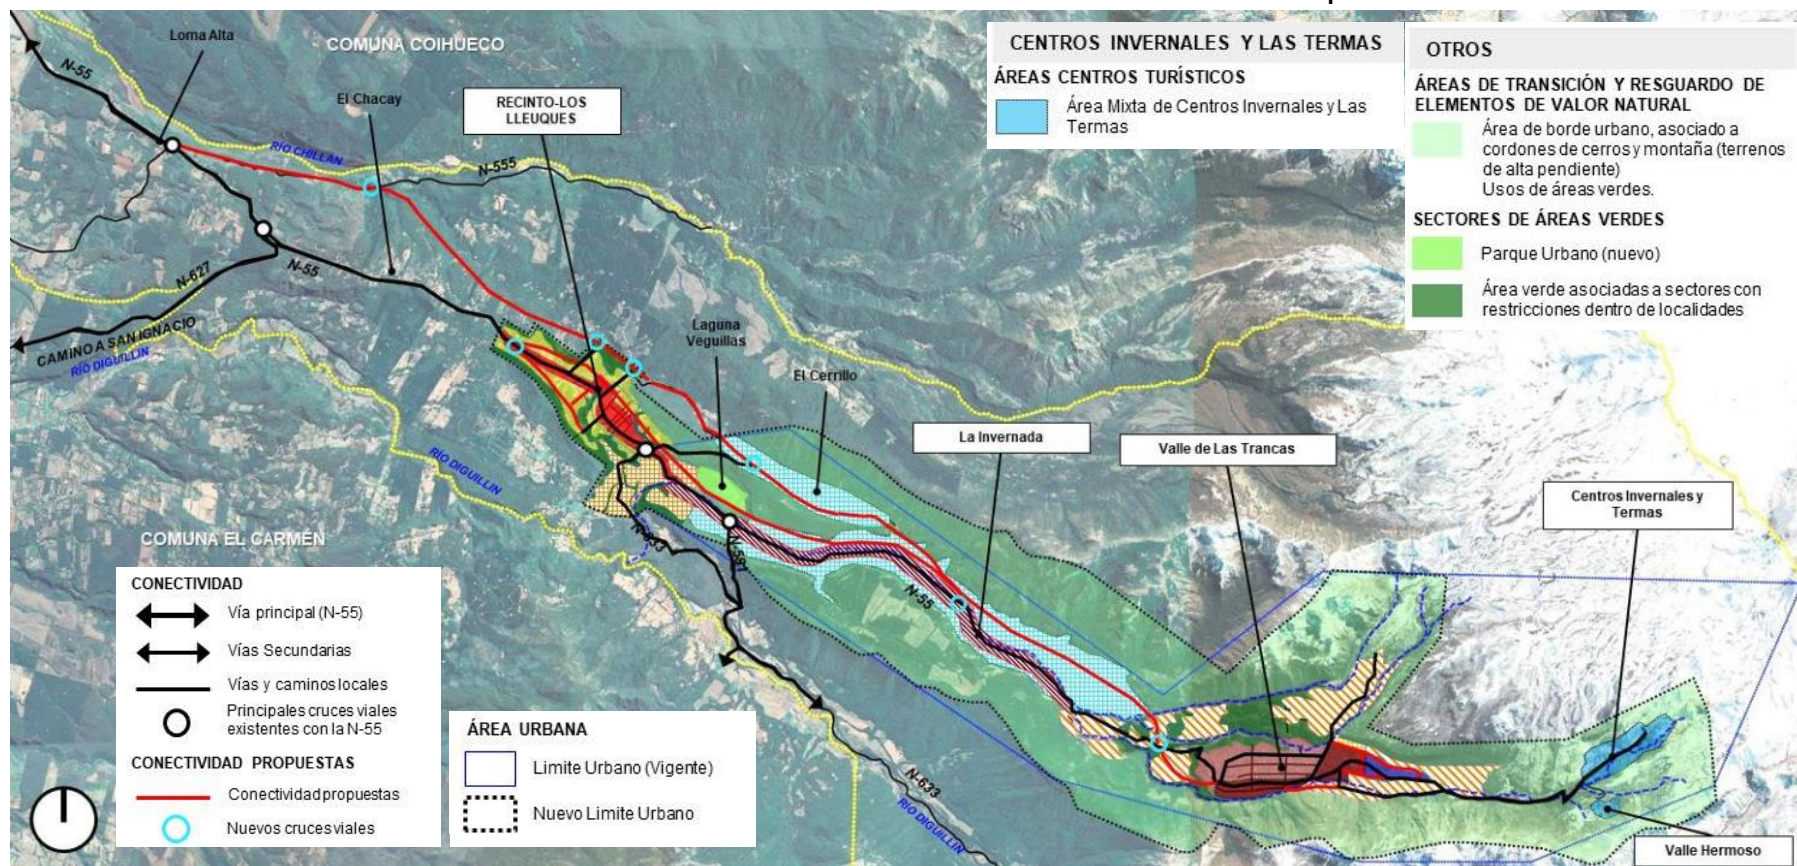 Loma Alta
COMUNA COIHUECO
N-55
El Chacay
RECINTO-LOS
LLEUQUES
RÍO CHILLAN
N-555
N-627
N-55
CAMINO A SAN IGNACIO
RÍO DIGUILLIN
Laguna
Veguillas
El Cerrillo
La Invernada
Valle de Las Trancas
Centros Invernales y
Termas
RÍO DIGUILLIN
COMUNA EL CARMEN
N-633
N-55
N-633
RÍO DIGUILLIN
Valle Hermoso
CENTROS INVERNALES Y LAS TERMAS
ÁREAS CENTROS TURÍSTICOS
Área Mixta de Centros Invernales y Las
Termas
OTROS
ÁREAS DE TRANSICIÓN Y RESGUARDO DE
ELEMENTOS DE VALOR NATURAL
Área de borde urbano, asociado a
cordones de cerros y montaña (terrenos
de alta pendiente)
Usos de áreas verdes.
SECTORES DE ÁREAS VERDES
Parque Urbano (nuevo)
Área verde asociadas a sectores con
restricciones dentro de localidades
CONECTIVIDAD
Vía principal (N-55)
Vías Secundarias
Vías y caminos locales
Principales cruces viales
existentes con la N-55
CONECTIVIDAD PROPUESTAS
Conectividad propuestas
Nuevos cruces viales
ÁREA URBANA
Limite Urbano (Vigente)
Nuevo Limite Urbano